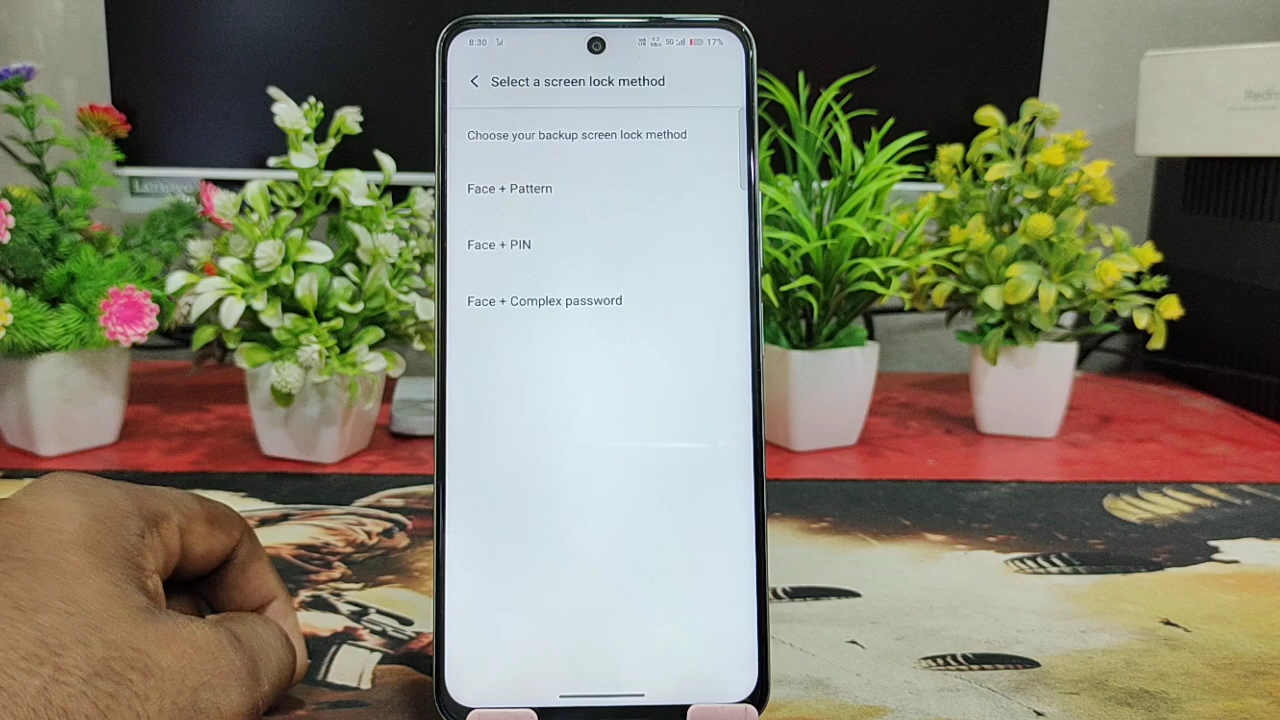 8:30
5G 17%
Select a screen lock method
Choose your backup screen lock method
Face + Pattern
Face + PIN
Face + Complex password
Lenovo